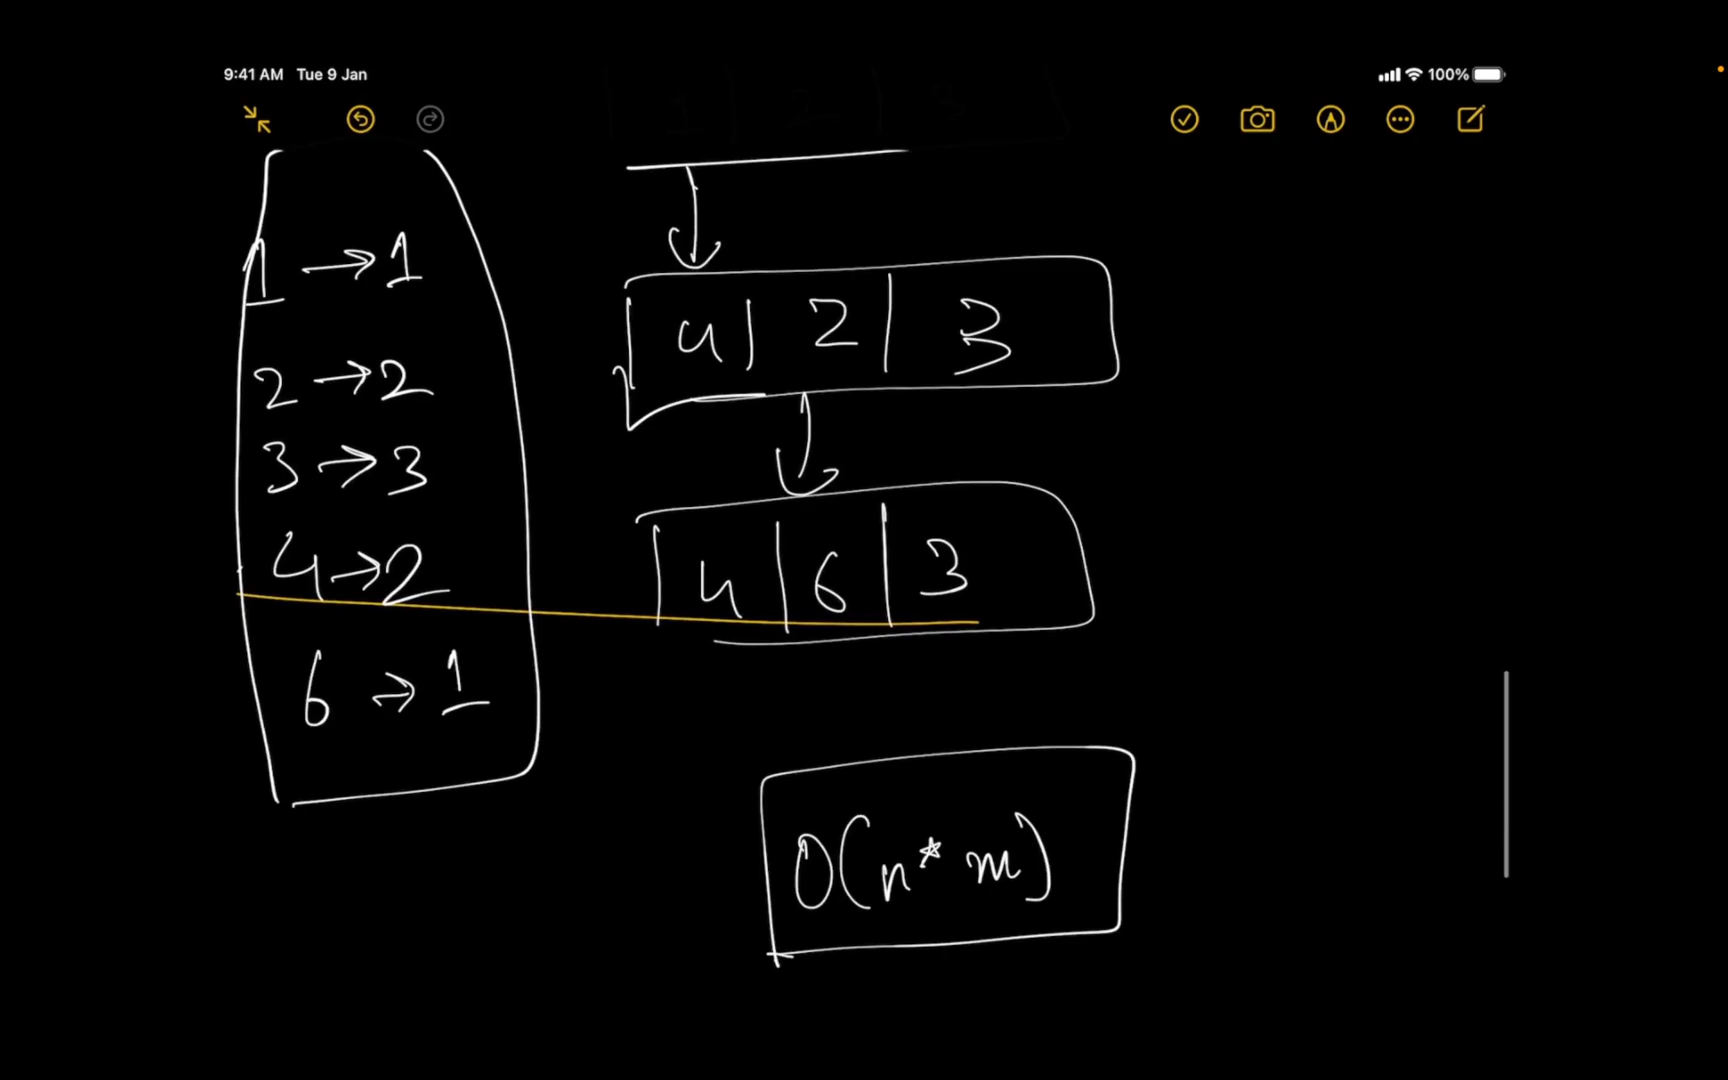 9:41 AM Tue 9 Jan
100%
1 → 1
2 → 2
3 → 3
4 → 2
6 → 1
4 | 2 | 3
4 | 6 | 3
O(n* m)